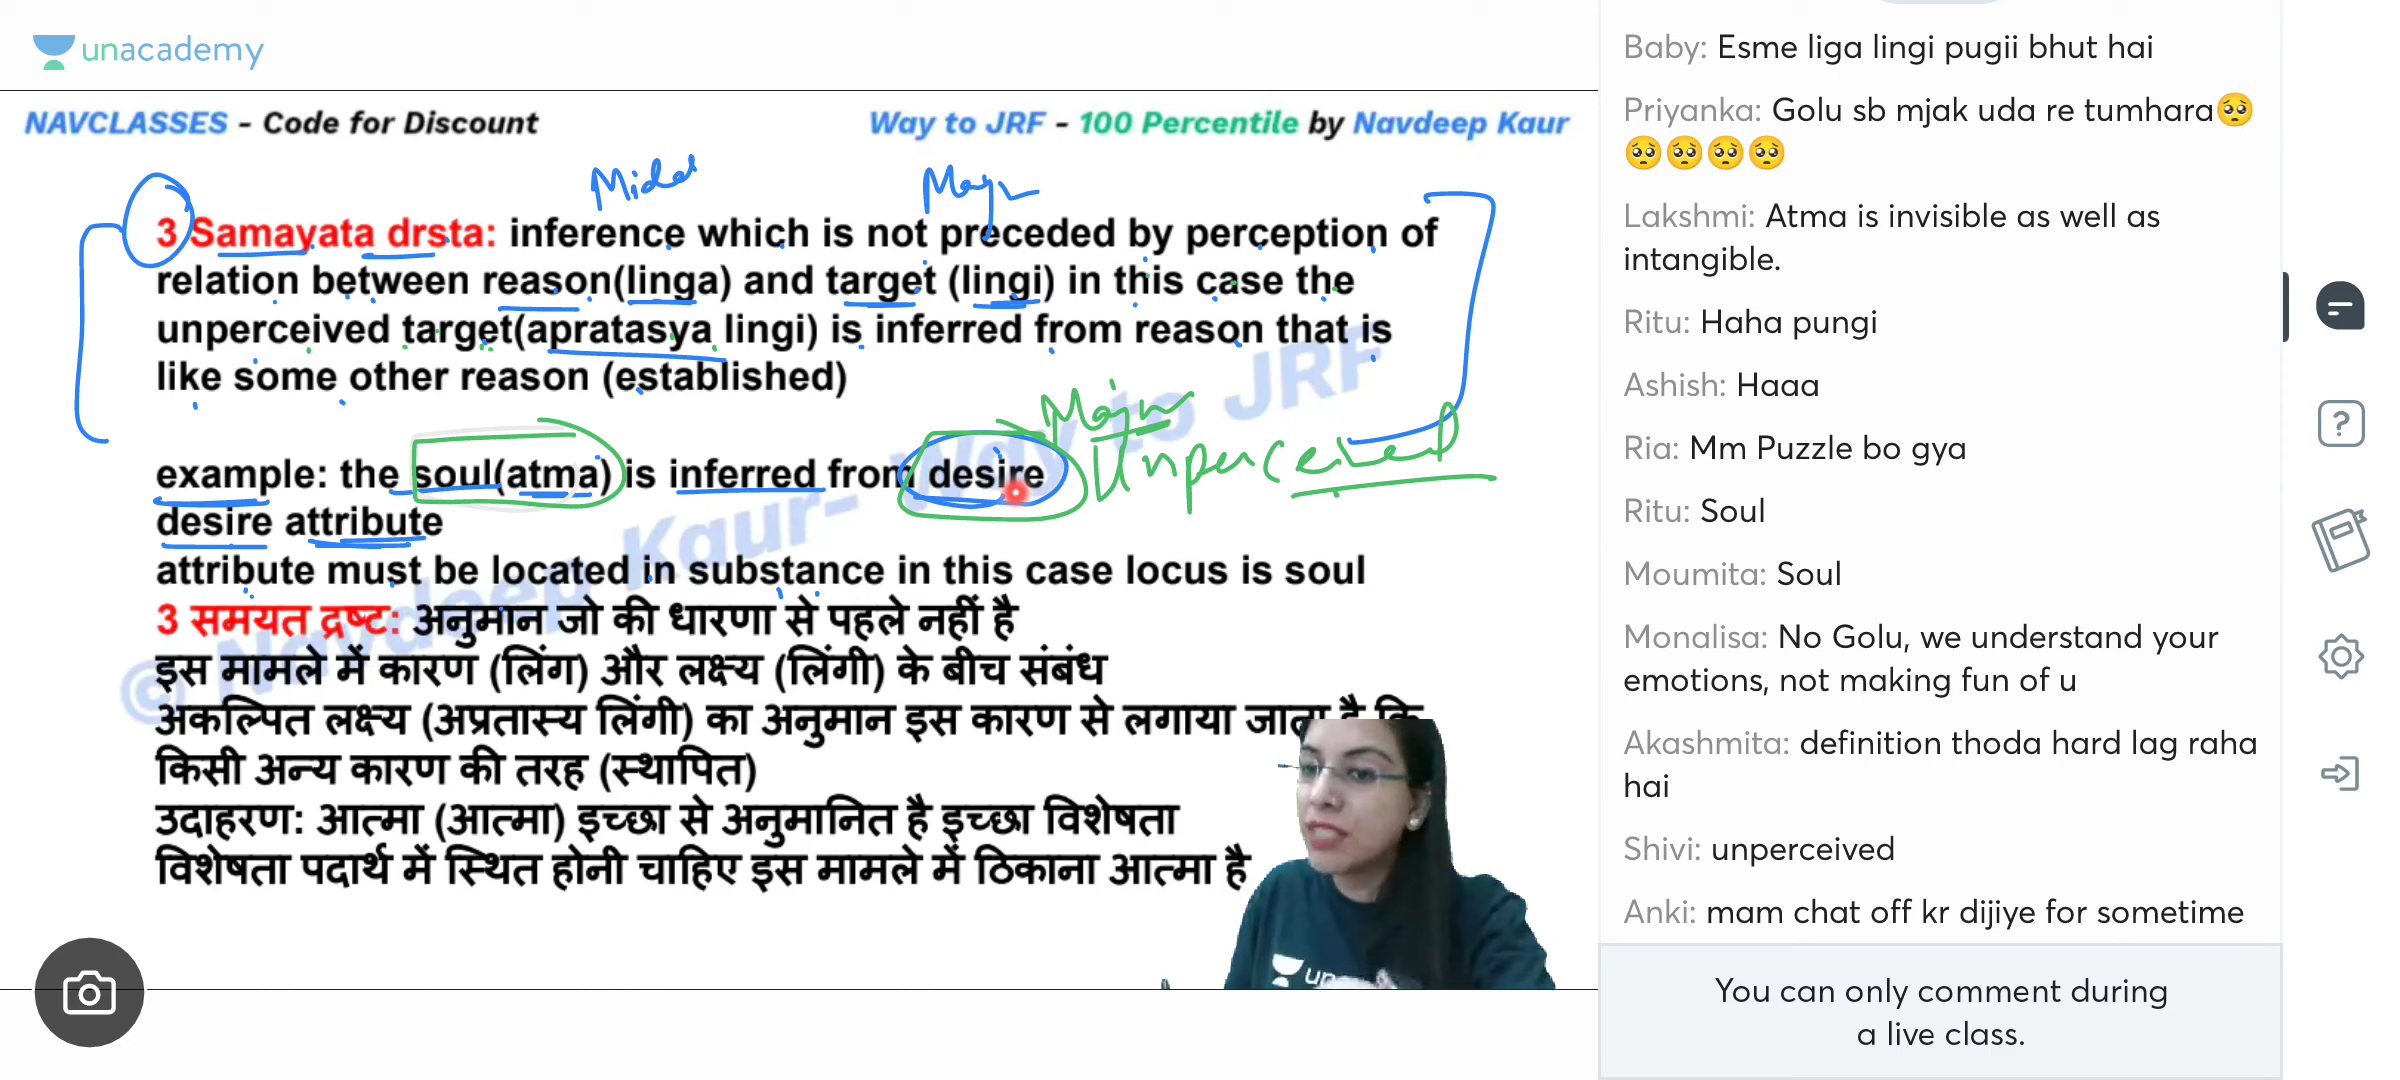 unacademy
NAVCLASSES - Code for Discount
Way to JRF - 100 Percentile by Navdeep Kaur
Major
3 Samayata drsta: inference which is not preceded by perception of
relation between reason(linga) and target (lingi) in this case the
unperceived target(apratasya lingi) is inferred from reason that is
like some other reason (established)
Major
Unperceived
example: the soul(atma) is inferred from desire
desire attribute
attribute must be located in substance in this case locus is soul
3 समयत द्रष्ट: अनुमान जो की धारणा से पहले नहीं है
इस मामले में कारण (लिंग) और लक्ष्य (लिंगी) के बीच संबंध
अकल्पित लक्ष्य (अप्रतास्य लिंगी) का अनुमान इस कारण से लगाया जाता है कि
किसी अन्य कारण की तरह (स्थापित)
उदाहरण: आत्मा (आत्मा) इच्छा से अनुमानित है इच्छा विशेषता
विशेषता पदार्थ में स्थित होनी चाहिए इस मामले में ठिकाना आत्मा है
© Navdeep Kaur- Way to JRF
Baby: Esme liga lingi pugii bhut hai
Priyanka: Golu sb mjak uda re tumhara🥺
🥺🥺🥺🥺
Lakshmi: Atma is invisible as well as
intangible.
Ritu: Haha pungi
Ashish: Haaa
Ria: Mm Puzzle bo gya
Ritu: Soul
Moumita: Soul
Monalisa: No Golu, we understand your
emotions, not making fun of u
Akashmita: definition thoda hard lag raha
hai
Shivi: unperceived
Anki: mam chat off kr dijiye for sometime
You can only comment during
a live class.